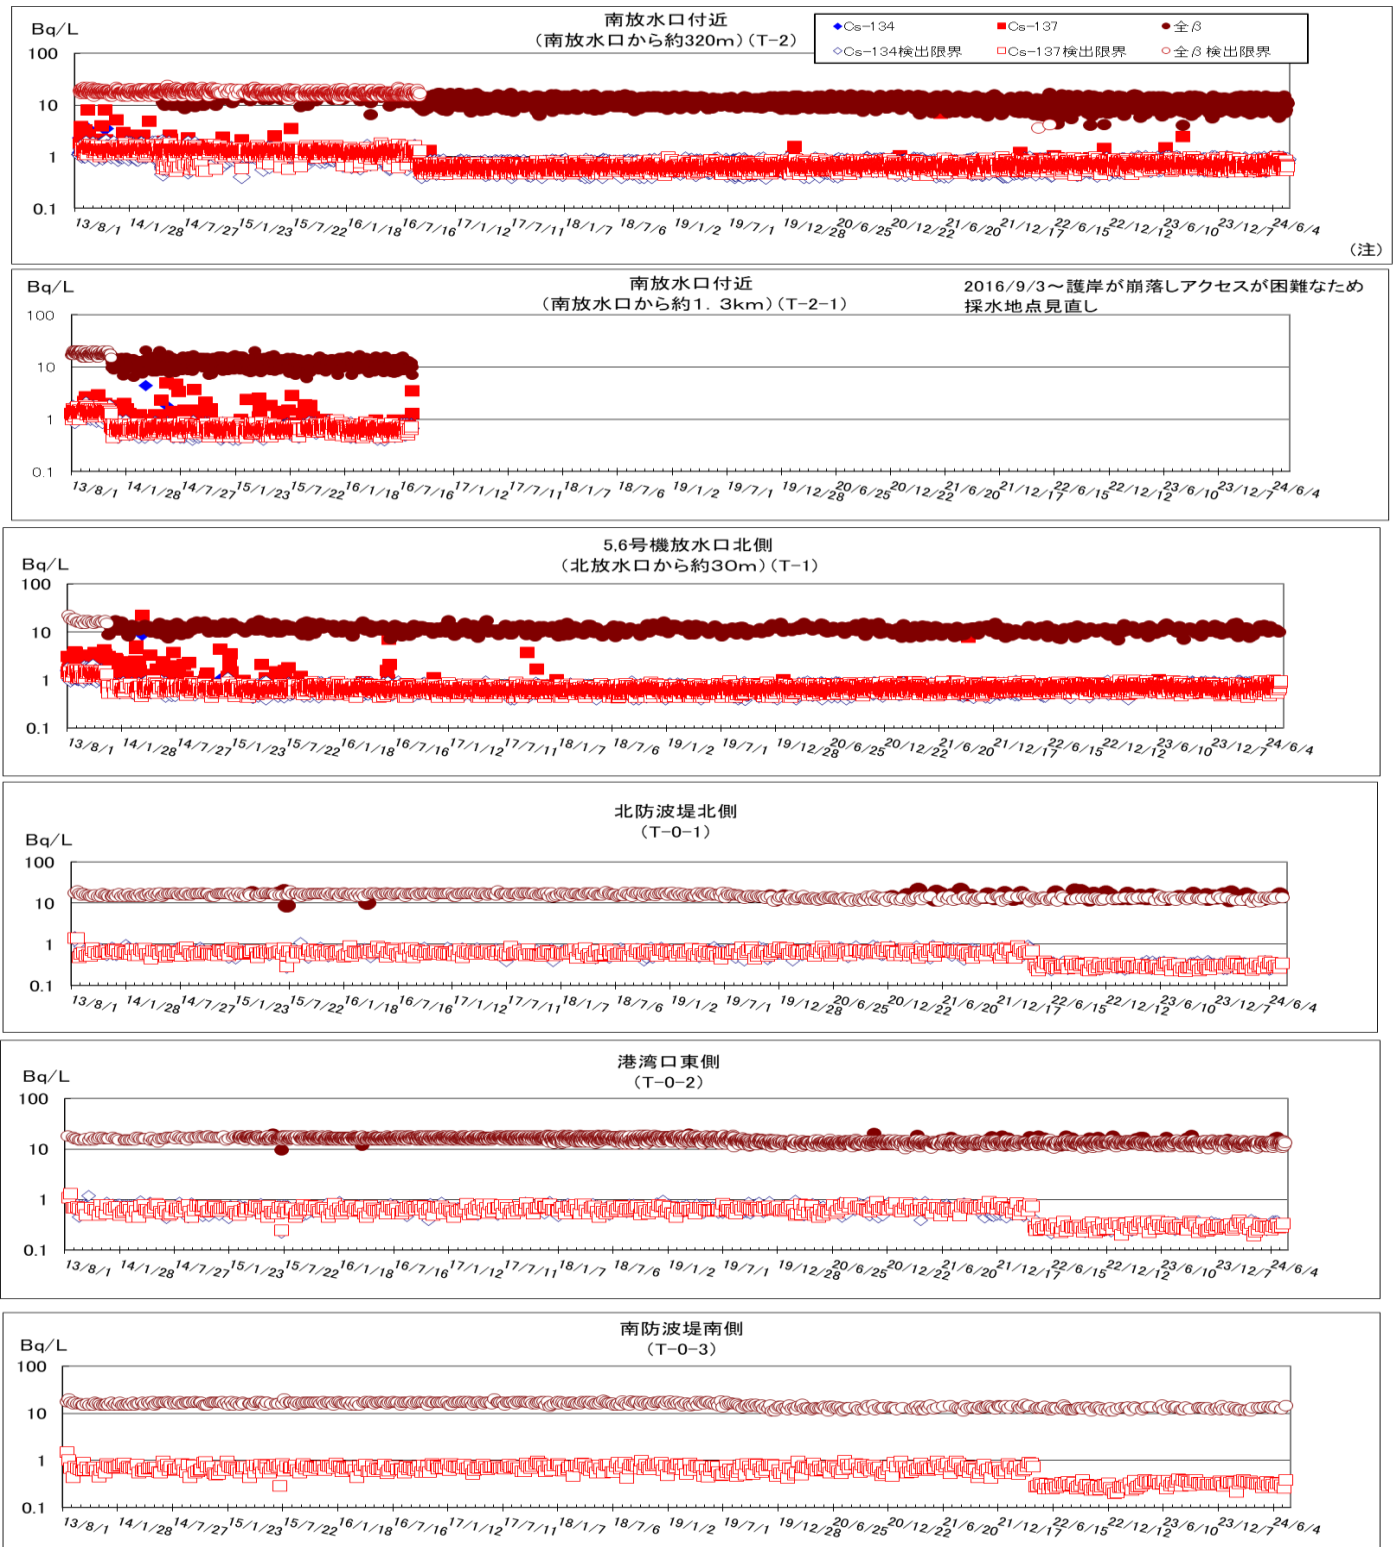 南放水口付近
(南放水口から約320m)(T-2)
Bq/L
◆Cs-134 ■Cs-137 ●全β
◇Cs-134検出限界 □Cs-137検出限界 ○全β 検出限界
100
10
1
0.1
13/8/1 14/1/28 14/7/27 15/1/23 15/7/22 16/1/18 16/7/16 17/1/12 17/7/11 18/1/7 18/7/6 19/1/2 19/7/1 19/12/28 20/6/25 20/12/22 21/6/20 21/12/17 22/6/15 22/12/12 23/6/10 23/12/7 24/6/4
(注)
南放水口付近
(南放水口から約1.3km)(T-2-1)
2016/9/3～護岸が崩落しアクセスが困難なため
採水地点見直し
Bq/L
100
10
1
0.1
13/8/1 14/1/28 14/7/27 15/1/23 15/7/22 16/1/18 16/7/16 17/1/12 17/7/11 18/1/7 18/7/6 19/1/2 19/7/1 19/12/28 20/6/25 20/12/22 21/6/20 21/12/17 22/6/15 22/12/12 23/6/10 23/12/7 24/6/4
5,6号機放水口北側
(北放水口から約30m)(T-1)
Bq/L
100
10
1
0.1
13/8/1 14/1/28 14/7/27 15/1/23 15/7/22 16/1/18 16/7/16 17/1/12 17/7/11 18/1/7 18/7/6 19/1/2 19/7/1 19/12/28 20/6/25 20/12/22 21/6/20 21/12/17 22/6/15 22/12/12 23/6/10 23/12/7 24/6/4
北防波堤北側
(T-0-1)
Bq/L
100
10
1
0.1
13/8/1 14/1/28 14/7/27 15/1/23 15/7/22 16/1/18 16/7/16 17/1/12 17/7/11 18/1/7 18/7/6 19/1/2 19/7/1 19/12/28 20/6/25 20/12/22 21/6/20 21/12/17 22/6/15 22/12/12 23/6/10 23/12/7 24/6/4
港湾口東側
(T-0-2)
Bq/L
100
10
1
0.1
13/8/1 14/1/28 14/7/27 15/1/23 15/7/22 16/1/18 16/7/16 17/1/12 17/7/11 18/1/7 18/7/6 19/1/2 19/7/1 19/12/28 20/6/25 20/12/22 21/6/20 21/12/17 22/6/15 22/12/12 23/6/10 23/12/7 24/6/4
南防波堤南側
(T-0-3)
Bq/L
100
10
1
0.1
13/8/1 14/1/28 14/7/27 15/1/23 15/7/22 16/1/18 16/7/16 17/1/12 17/7/11 18/1/7 18/7/6 19/1/2 19/7/1 19/12/28 20/6/25 20/12/22 21/6/20 21/12/17 22/6/15 22/12/12 23/6/10 23/12/7 24/6/4